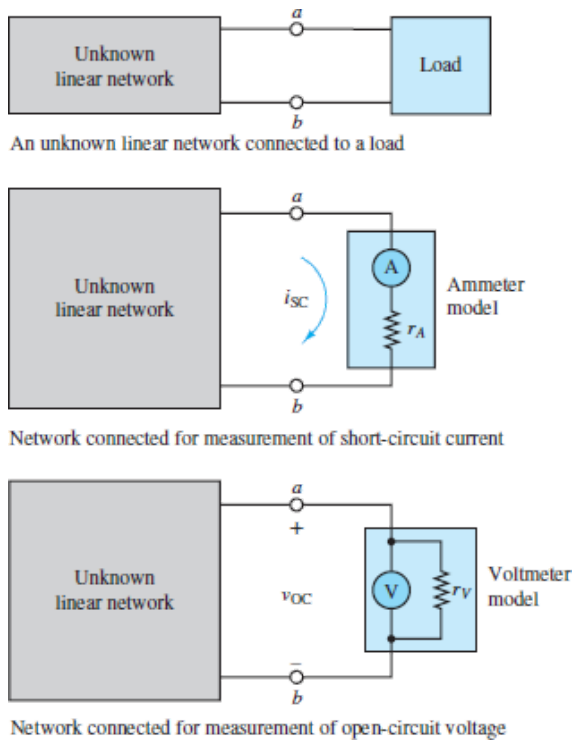 a
Unknown
linear network
Load
b
An unknown linear network connected to a load
a
Unknown
linear network
iSC
A
rA
Ammeter
model
b
Network connected for measurement of short-circuit current
a
+
Unknown
linear network
vOC
V
rV
Voltmeter
model
–
b
Network connected for measurement of open-circuit voltage